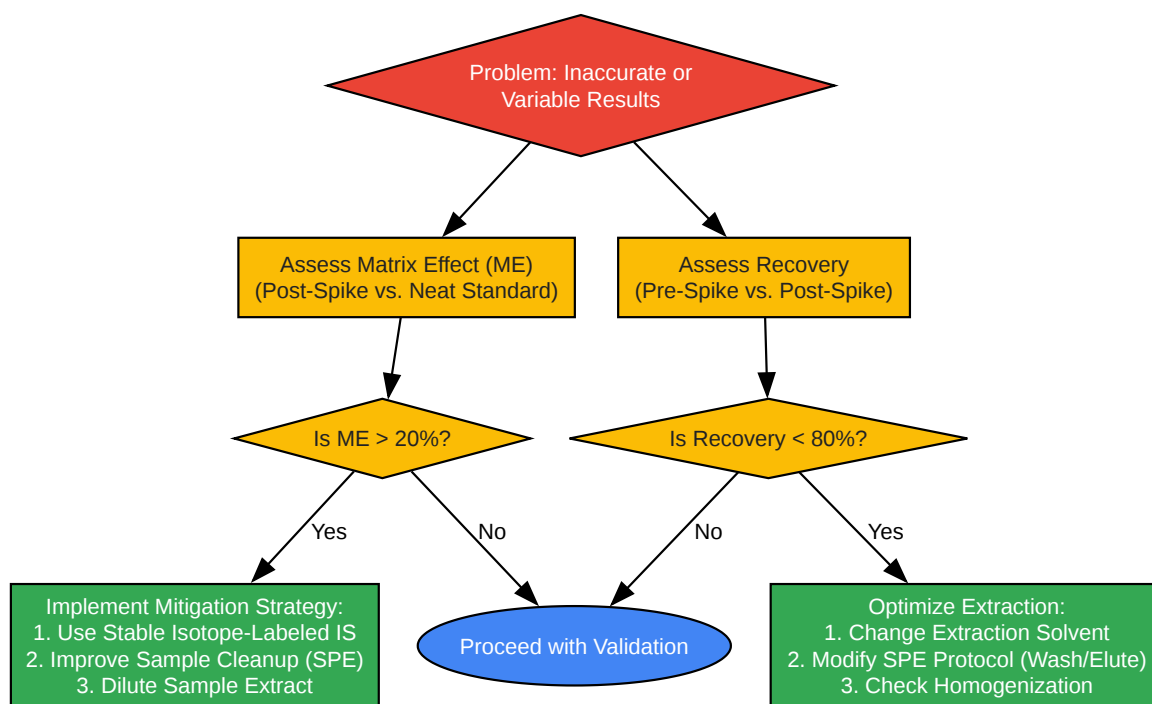 Problem: Inaccurate or
Variable Results
Assess Matrix Effect (ME)
(Post-Spike vs. Neat Standard)
Assess Recovery
(Pre-Spike vs. Post-Spike)
Is ME > 20%?
Is Recovery < 80%?
Yes
No
No
Yes
Implement Mitigation Strategy:
1. Use Stable Isotope-Labeled IS
2. Improve Sample Cleanup (SPE)
3. Dilute Sample Extract
Proceed with Validation
Optimize Extraction:
1. Change Extraction Solvent
2. Modify SPE Protocol (Wash/Elute)
3. Check Homogenization